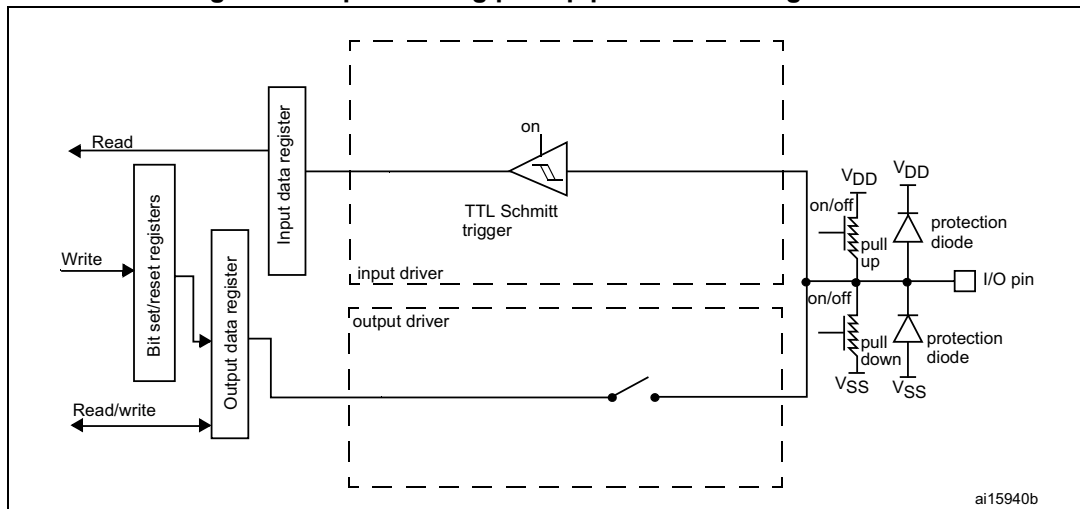 Read
Input data register
on
TTL Schmitt
trigger
input driver
Write
Bit set/reset registers
Output data register
Read/write
output driver
VDD
VDD
on/off
pull
up
protection
diode
I/O pin
on/off
pull
down
protection
diode
VSS
VSS
ai15940b